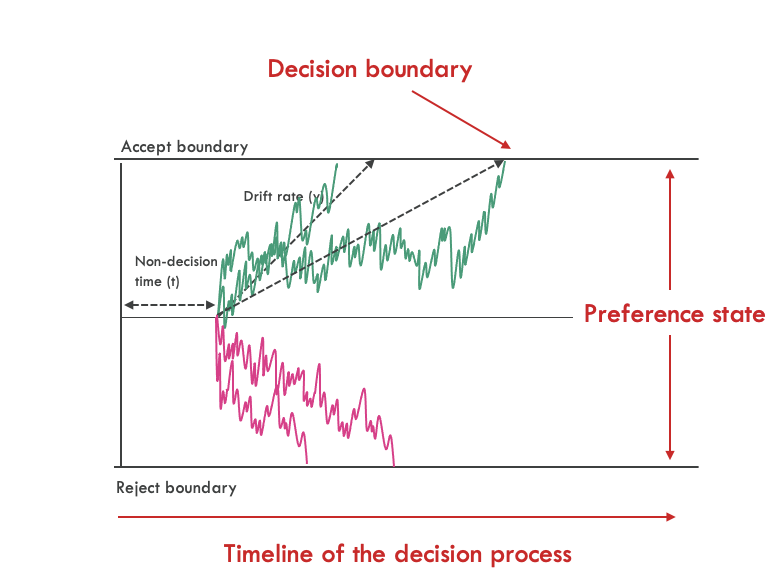 Decision boundary
Accept boundary
Drift rate (v)
Non-decision
time (t)
Preference state
Reject boundary
Timeline of the decision process